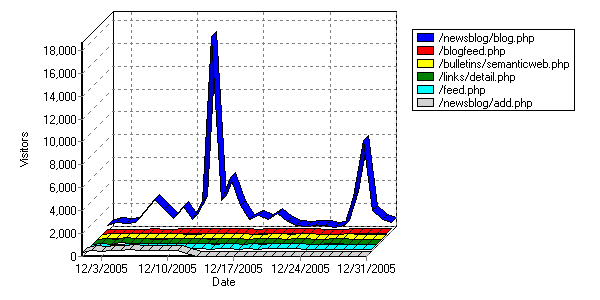 18,000
16,000
14,000
12,000
10,000
8,000
6,000
4,000
2,000
0
Visitors
12/3/2005 12/10/2005 12/17/2005 12/24/2005 12/31/2005
Date
/newsblog/blog.php
/blogfeed.php
/bulletins/semanticweb.php
/links/detail.php
/feed.php
/newsblog/add.php